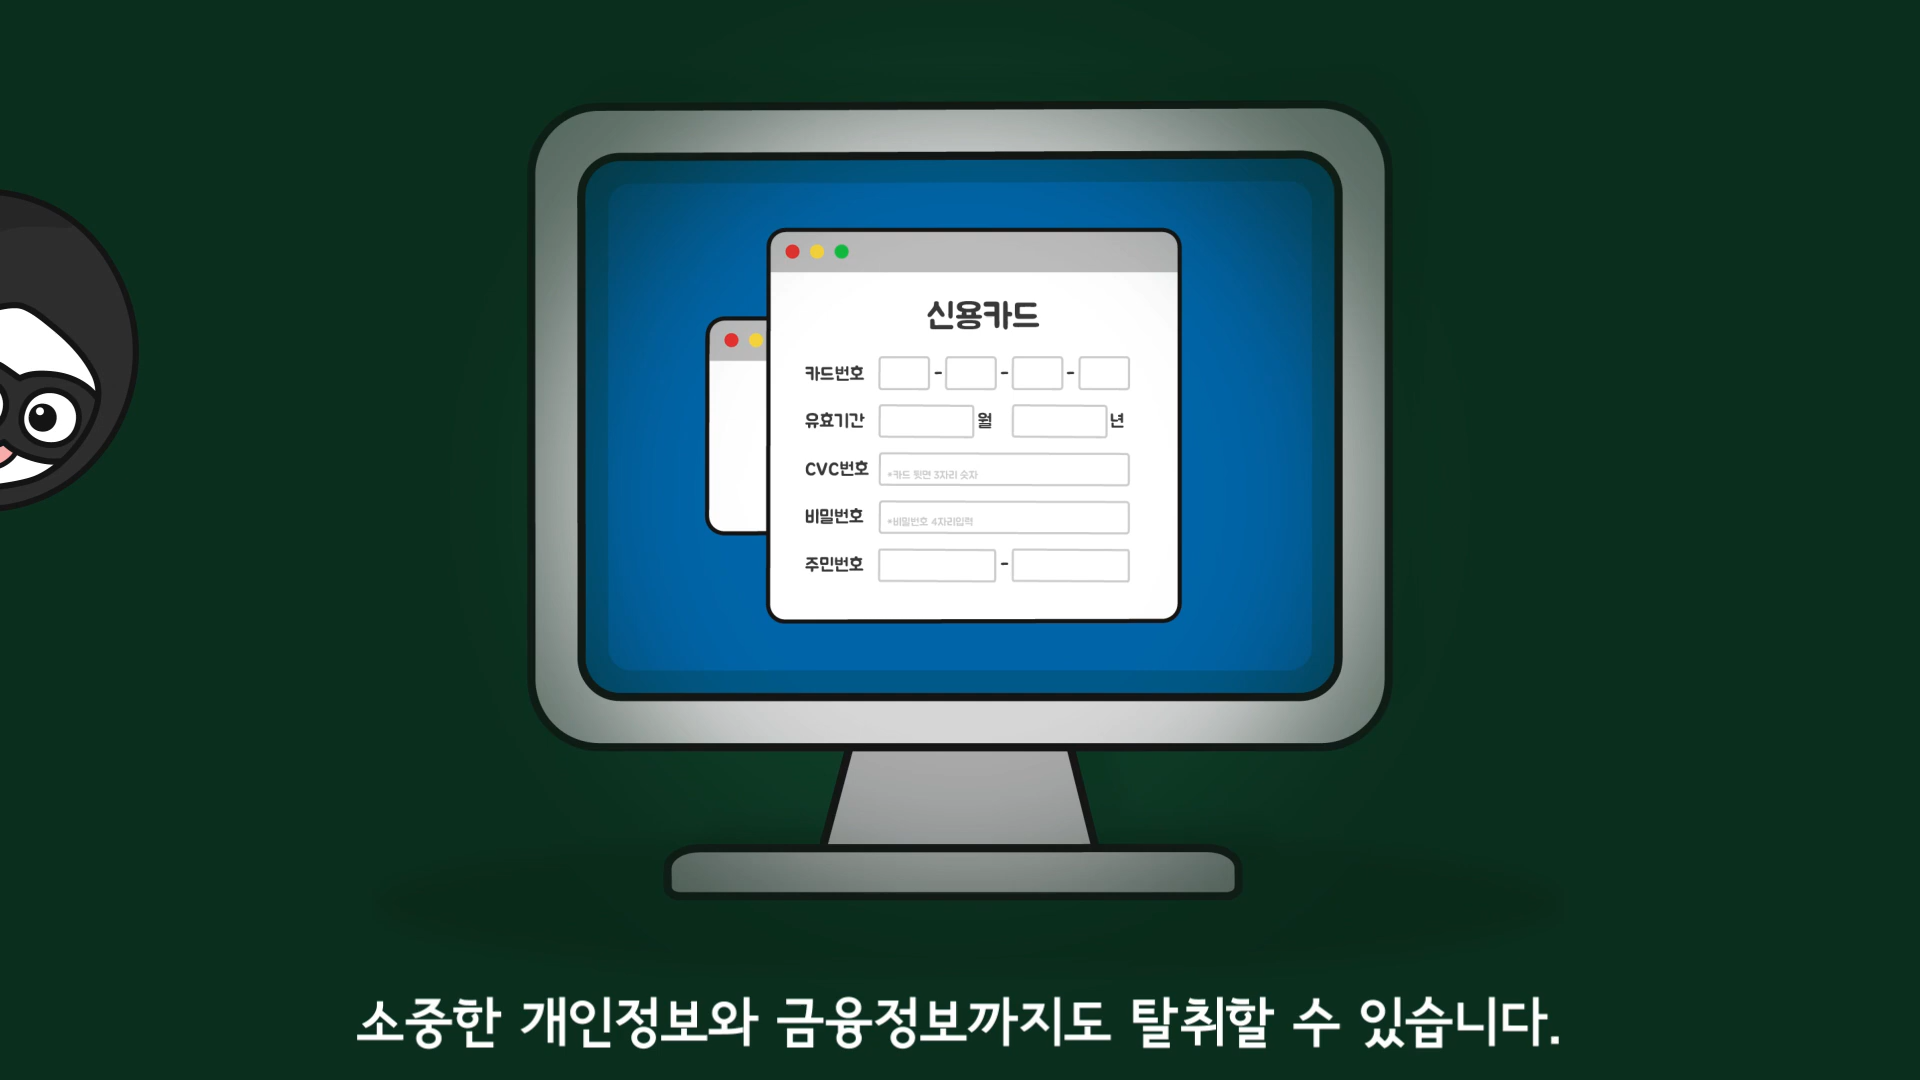 신용카드
카드번호 - - -
유효기간 월 년
CVC번호 *카드 뒷면 3자리 숫자
비밀번호 *비밀번호 4자리입력
주민번호 -
소중한 개인정보와 금융정보까지도 탈취할 수 있습니다.